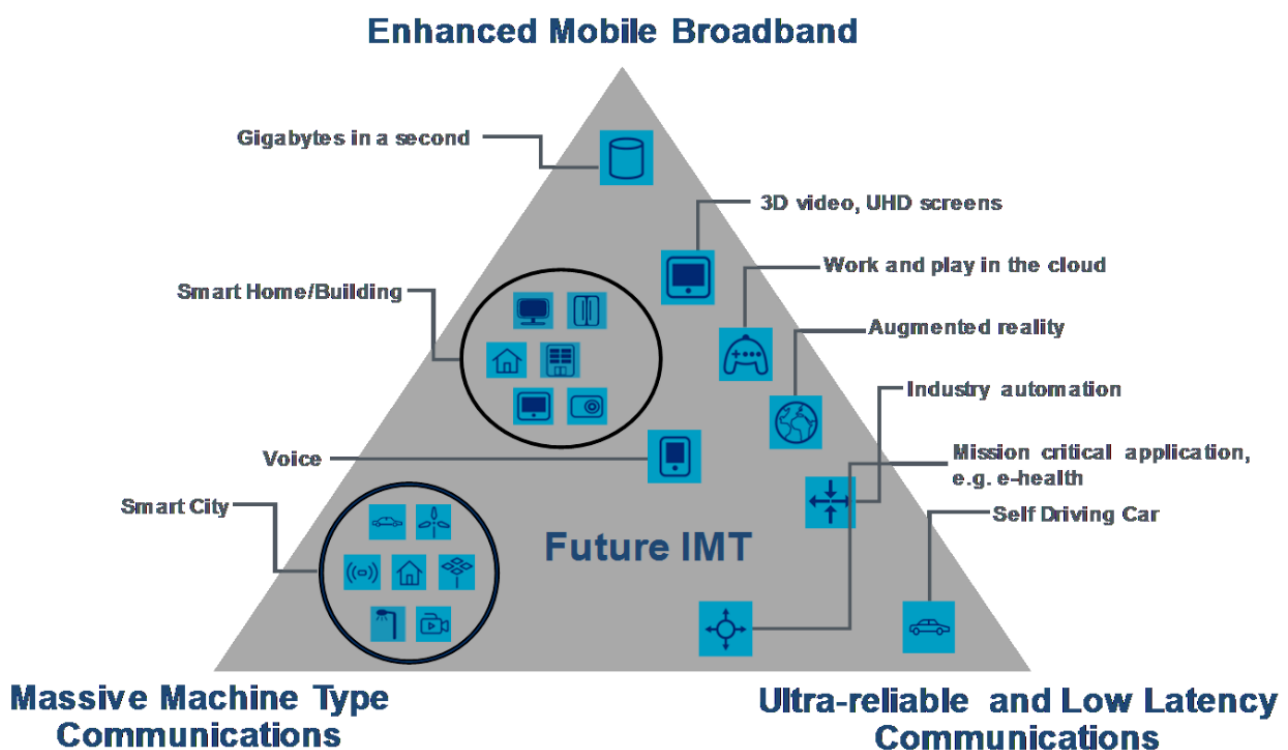 Enhanced Mobile Broadband
Gigabytes in a second
3D video, UHD screens
Work and play in the cloud
Smart Home/Building
Augmented reality
Industry automation
Voice
Mission critical application,
e.g. e-health
Smart City
Self Driving Car
Future IMT
Massive Machine Type
Communications
Ultra-reliable and Low Latency
Communications